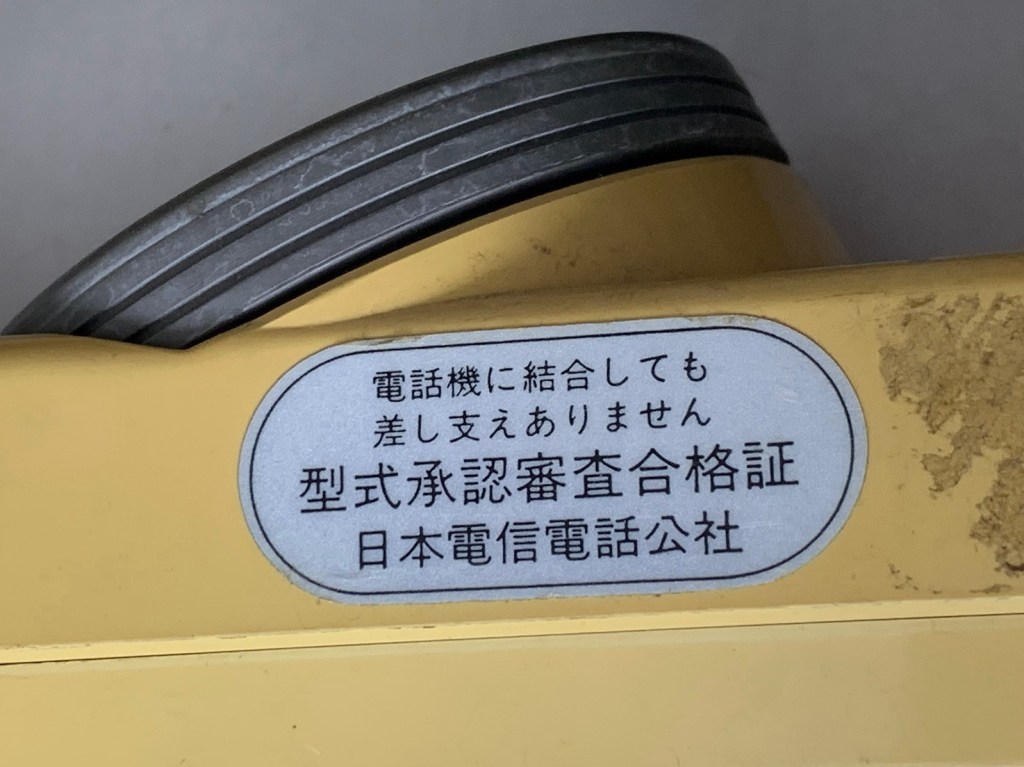 電話機に結合しても
差し支えありません
型式承認審査合格証
日本電信電話公社